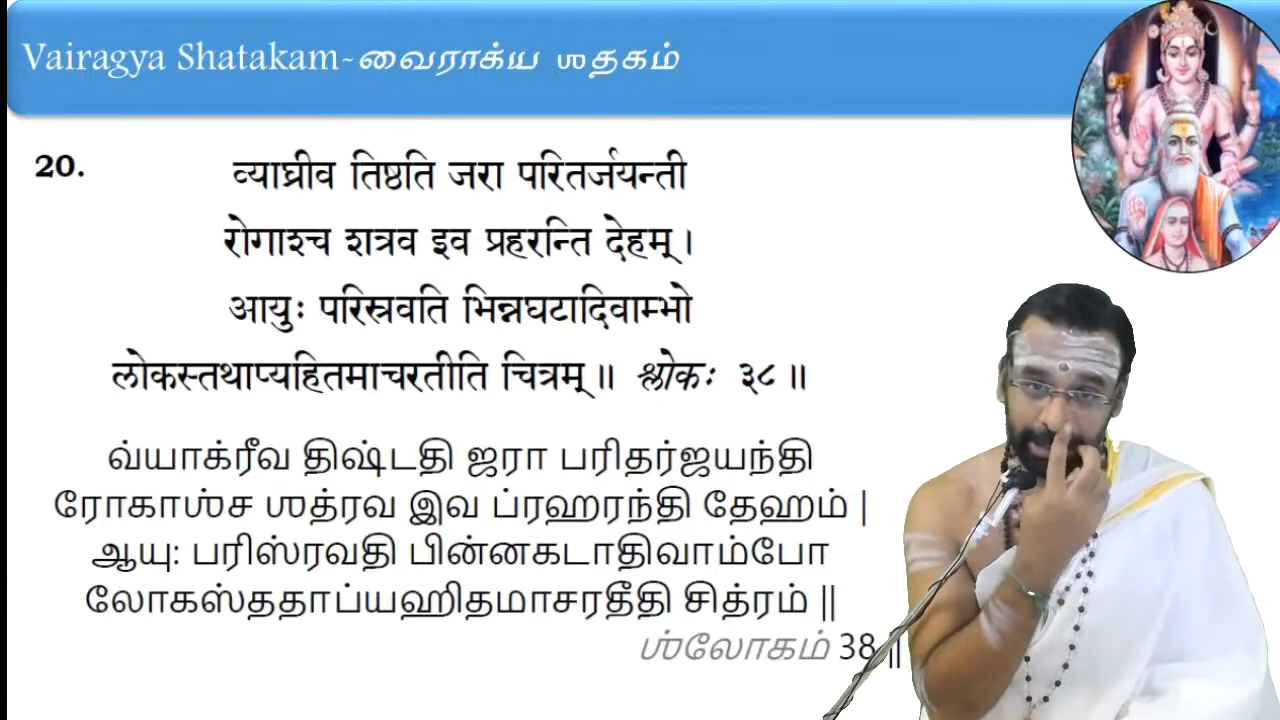 Vairagya Shatakam-வைராக்ய ஶதகம்
20. व्याघ्रीव तिष्ठति जरा परितर्जयन्ती
रोगाश्च शत्रव इव प्रहरन्ति देहम् ।
आयुः परिस्रवति भिन्नघटादिवाम्भो
लोकस्तथाप्यहितमाचरतीति चित्रम् ॥ श्लोकः ३८ ॥
வ்யாக்ரீவ திஷ்டதி ஜரா பரிதர்ஜயந்தி
ரோகாஶ்ச ஶத்ரவ இவ ப்ரஹரந்தி தேஹம் |
ஆயு: பரிஸ்ரவதி பின்னகடாதிவாம்போ
லோகஸ்ததாப்யஹிதமாசரதீதி சித்ரம் ||
ஶ்லோகம் 38 ||